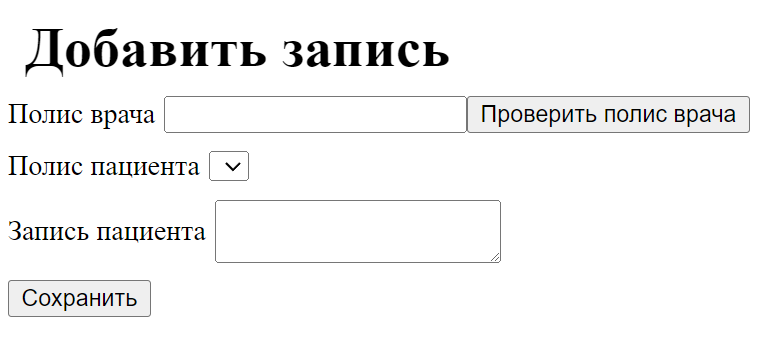 Добавить запись
Полис врача Проверить полис врача
Полис пациента
Запись пациента
Сохранить